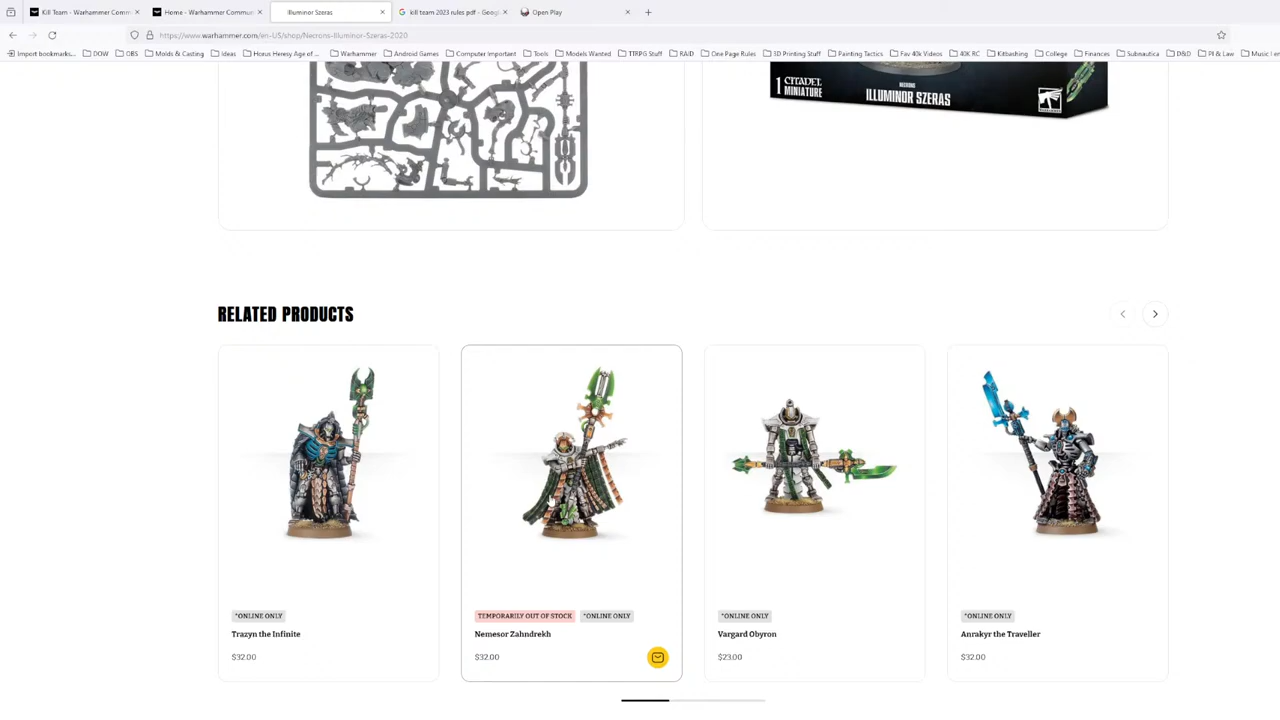 Kill Team - Warhammer Comm
Home - Warhammer Commun
Illuminor Szeras
kill team 2023 rules pdf - Googl
Open Play
https://www.warhammer.com/en-US/shop/Necrons-Illuminor-Szeras-2020
Import bookmarks...
DOW
OBS
Molds & Casting
Ideas
Horus Heresy Age of ...
Warhammer
Android Games
Computer Important
Tools
Models Wanted
TTRPG Stuff
RAID
One Page Rules
3D Printing Stuff
Painting Tactics
Fav 40k Videos
40K RC
Kitbashing
College
Finances
Subnautica
D&D
PI & Law
Music I en
1 CITADEL MINIATURE
NECRONS
ILLUMINOR SZERAS
RELATED PRODUCTS
*ONLINE ONLY
Trazyn the Infinite
$32.00
TEMPORARILY OUT OF STOCK *ONLINE ONLY
Nemesor Zahndrekh
$32.00
*ONLINE ONLY
Vargard Obyron
$23.00
*ONLINE ONLY
Anrakyr the Traveller
$32.00